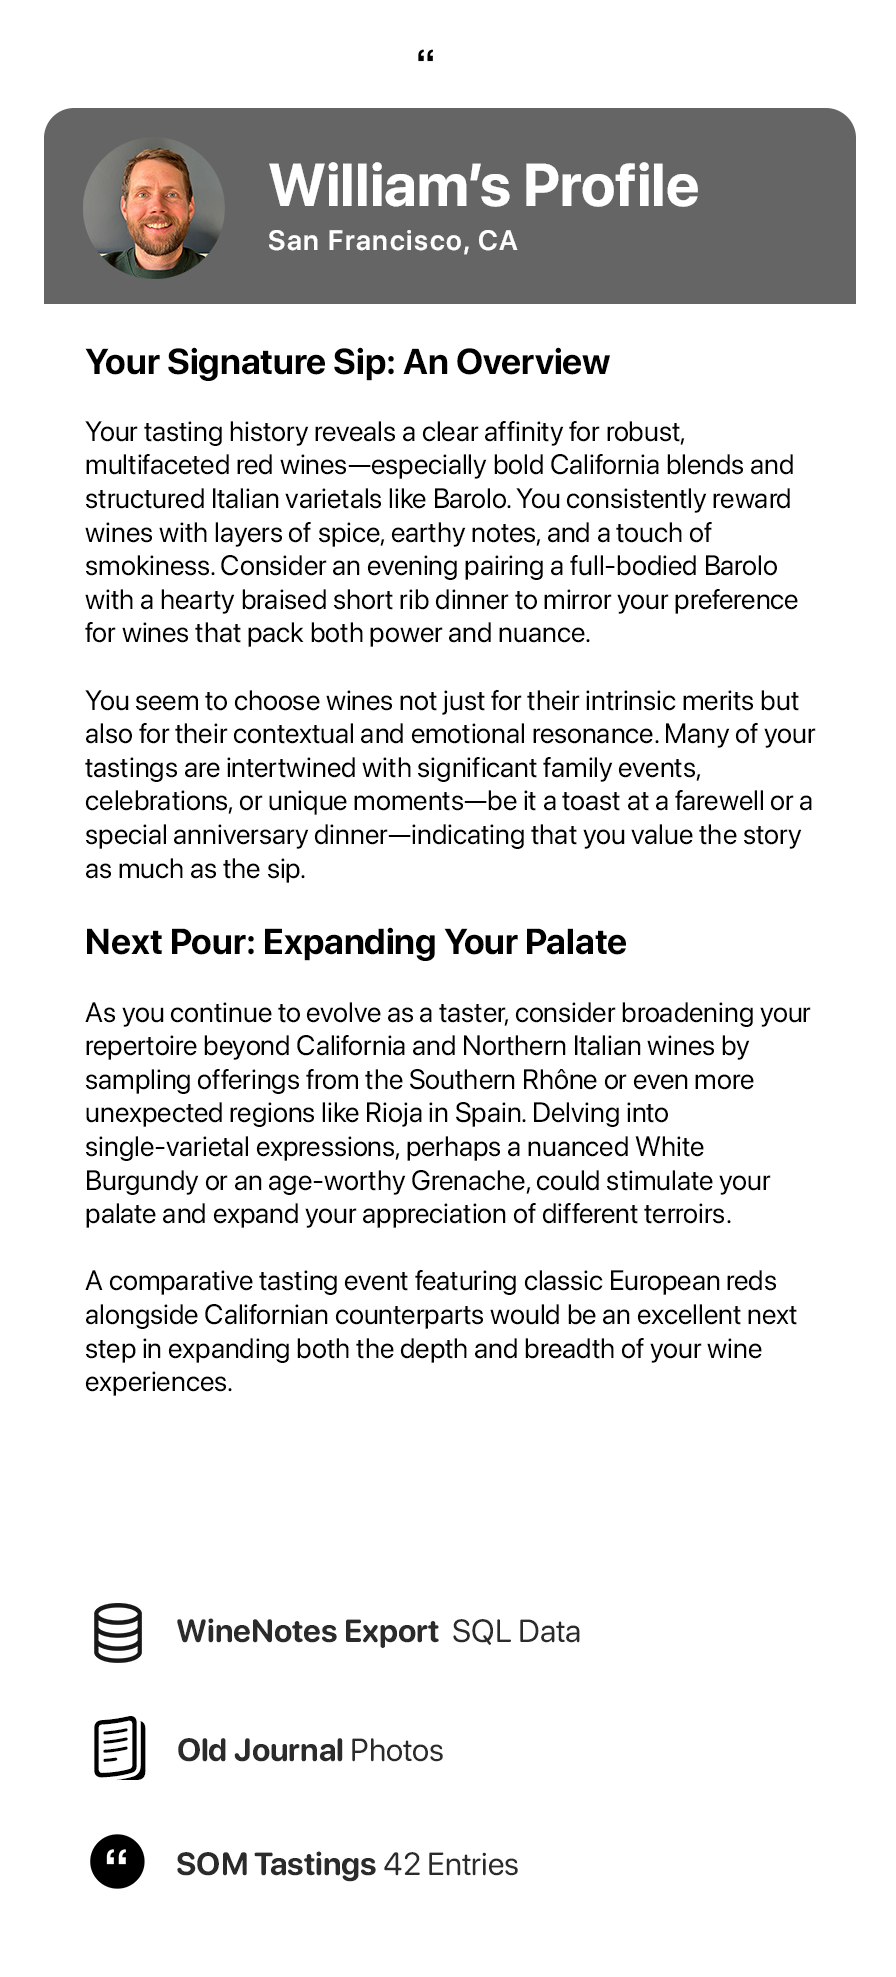 “
William’s Profile
San Francisco, CA
Your Signature Sip: An Overview
Your tasting history reveals a clear affinity for robust,
multifaceted red wines—especially bold California blends and
structured Italian varietals like Barolo. You consistently reward
wines with layers of spice, earthy notes, and a touch of
smokiness. Consider an evening pairing a full-bodied Barolo
with a hearty braised short rib dinner to mirror your preference
for wines that pack both power and nuance.
You seem to choose wines not just for their intrinsic merits but
also for their contextual and emotional resonance. Many of your
tastings are intertwined with significant family events,
celebrations, or unique moments—be it a toast at a farewell or a
special anniversary dinner—indicating that you value the story
as much as the sip.
Next Pour: Expanding Your Palate
As you continue to evolve as a taster, consider broadening your
repertoire beyond California and Northern Italian wines by
sampling offerings from the Southern Rhône or even more
unexpected regions like Rioja in Spain. Delving into
single-varietal expressions, perhaps a nuanced White
Burgundy or an age-worthy Grenache, could stimulate your
palate and expand your appreciation of different terroirs.
A comparative tasting event featuring classic European reds
alongside Californian counterparts would be an excellent next
step in expanding both the depth and breadth of your wine
experiences.
WineNotes Export SQL Data
Old Journal Photos
“ SOM Tastings 42 Entries